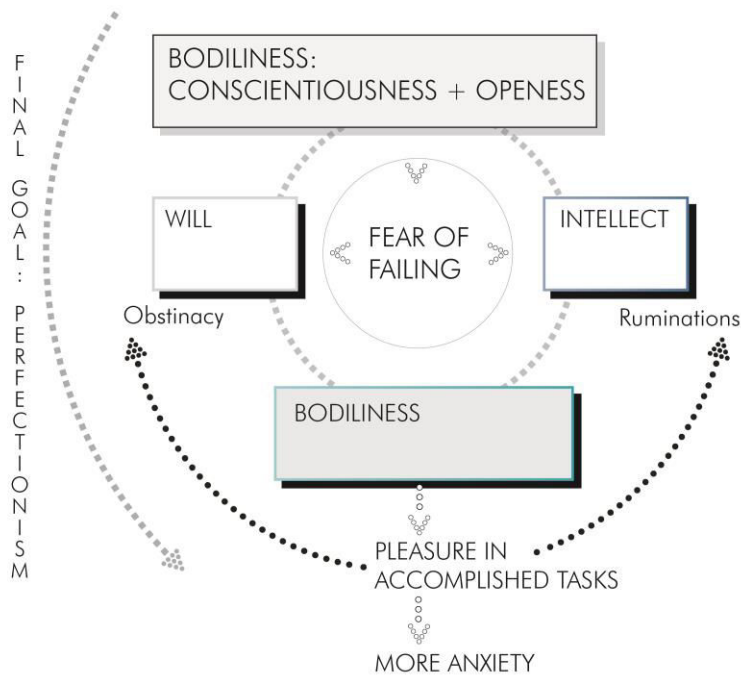 FINAL GOAL: PERFECTIONISM
BODILINESS:
CONSCIENTIOUSNESS + OPENESS
WILL
INTELLECT
FEAR OF
FAILING
Obstinacy
Ruminations
BODILINESS
PLEASURE IN
ACCOMPLISHED TASKS
MORE ANXIETY